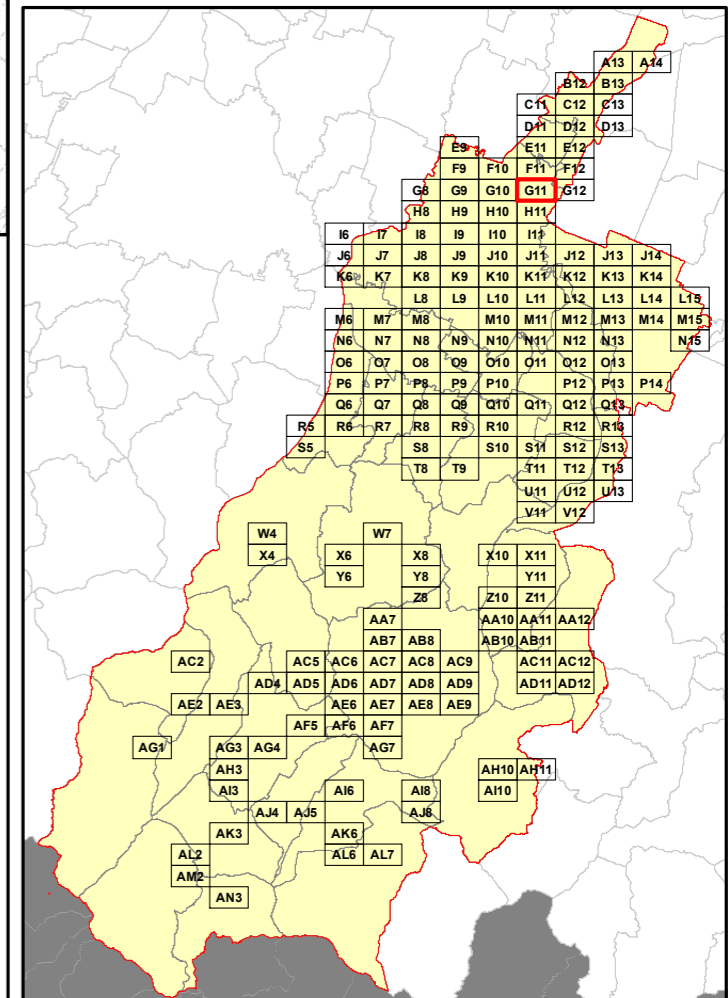 A13 A14
B12 B13
C11 C12 C13
D11 D12 D13
E9 E11 E12
F9 F10 F11 F12
G8 G9 G10 G11 G12
H8 H9 H10 H11
I6 I7 I8 I9 I10 I11
J6 J7 J8 J9 J10 J11 J12 J13 J14
K6 K7 K8 K9 K10 K11 K12 K13 K14
L8 L9 L10 L11 L12 L13 L14 L15
M6 M7 M8 M10 M11 M12 M13 M14 M15
N6 N7 N8 N9 N10 N11 N12 N13 N15
O6 O7 O8 O9 O10 O11 O12 O13
P6 P7 P8 P9 P10 P12 P13 P14
Q6 Q7 Q8 Q9 Q10 Q11 Q12 Q13
R5 R6 R7 R8 R9 R10 R12 R13
S5 S8 S10 S11 S12 S13
T8 T9 T11 T12 T13
U11 U12 U13
V11 V12
W4 W7
X4 X6 X8 X10 X11
Y6 Y8 Y11
Z8 Z10 Z11
AA7 AA10 AA11 AA12
AB7 AB8 AB10 AB11
AC2 AC5 AC6 AC7 AC8 AC9 AC11 AC12
AD4 AD5 AD6 AD7 AD8 AD9 AD11 AD12
AE2 AE3 AE6 AE7 AE8 AE9
AF5 AF6 AF7
AG1 AG3 AG4 AG7
AH3 AH10 AH11
AI3 AI6 AI8 AI10
AJ4 AJ5 AJ8
AK3 AK6
AL2 AL6 AL7
AM2
AN3